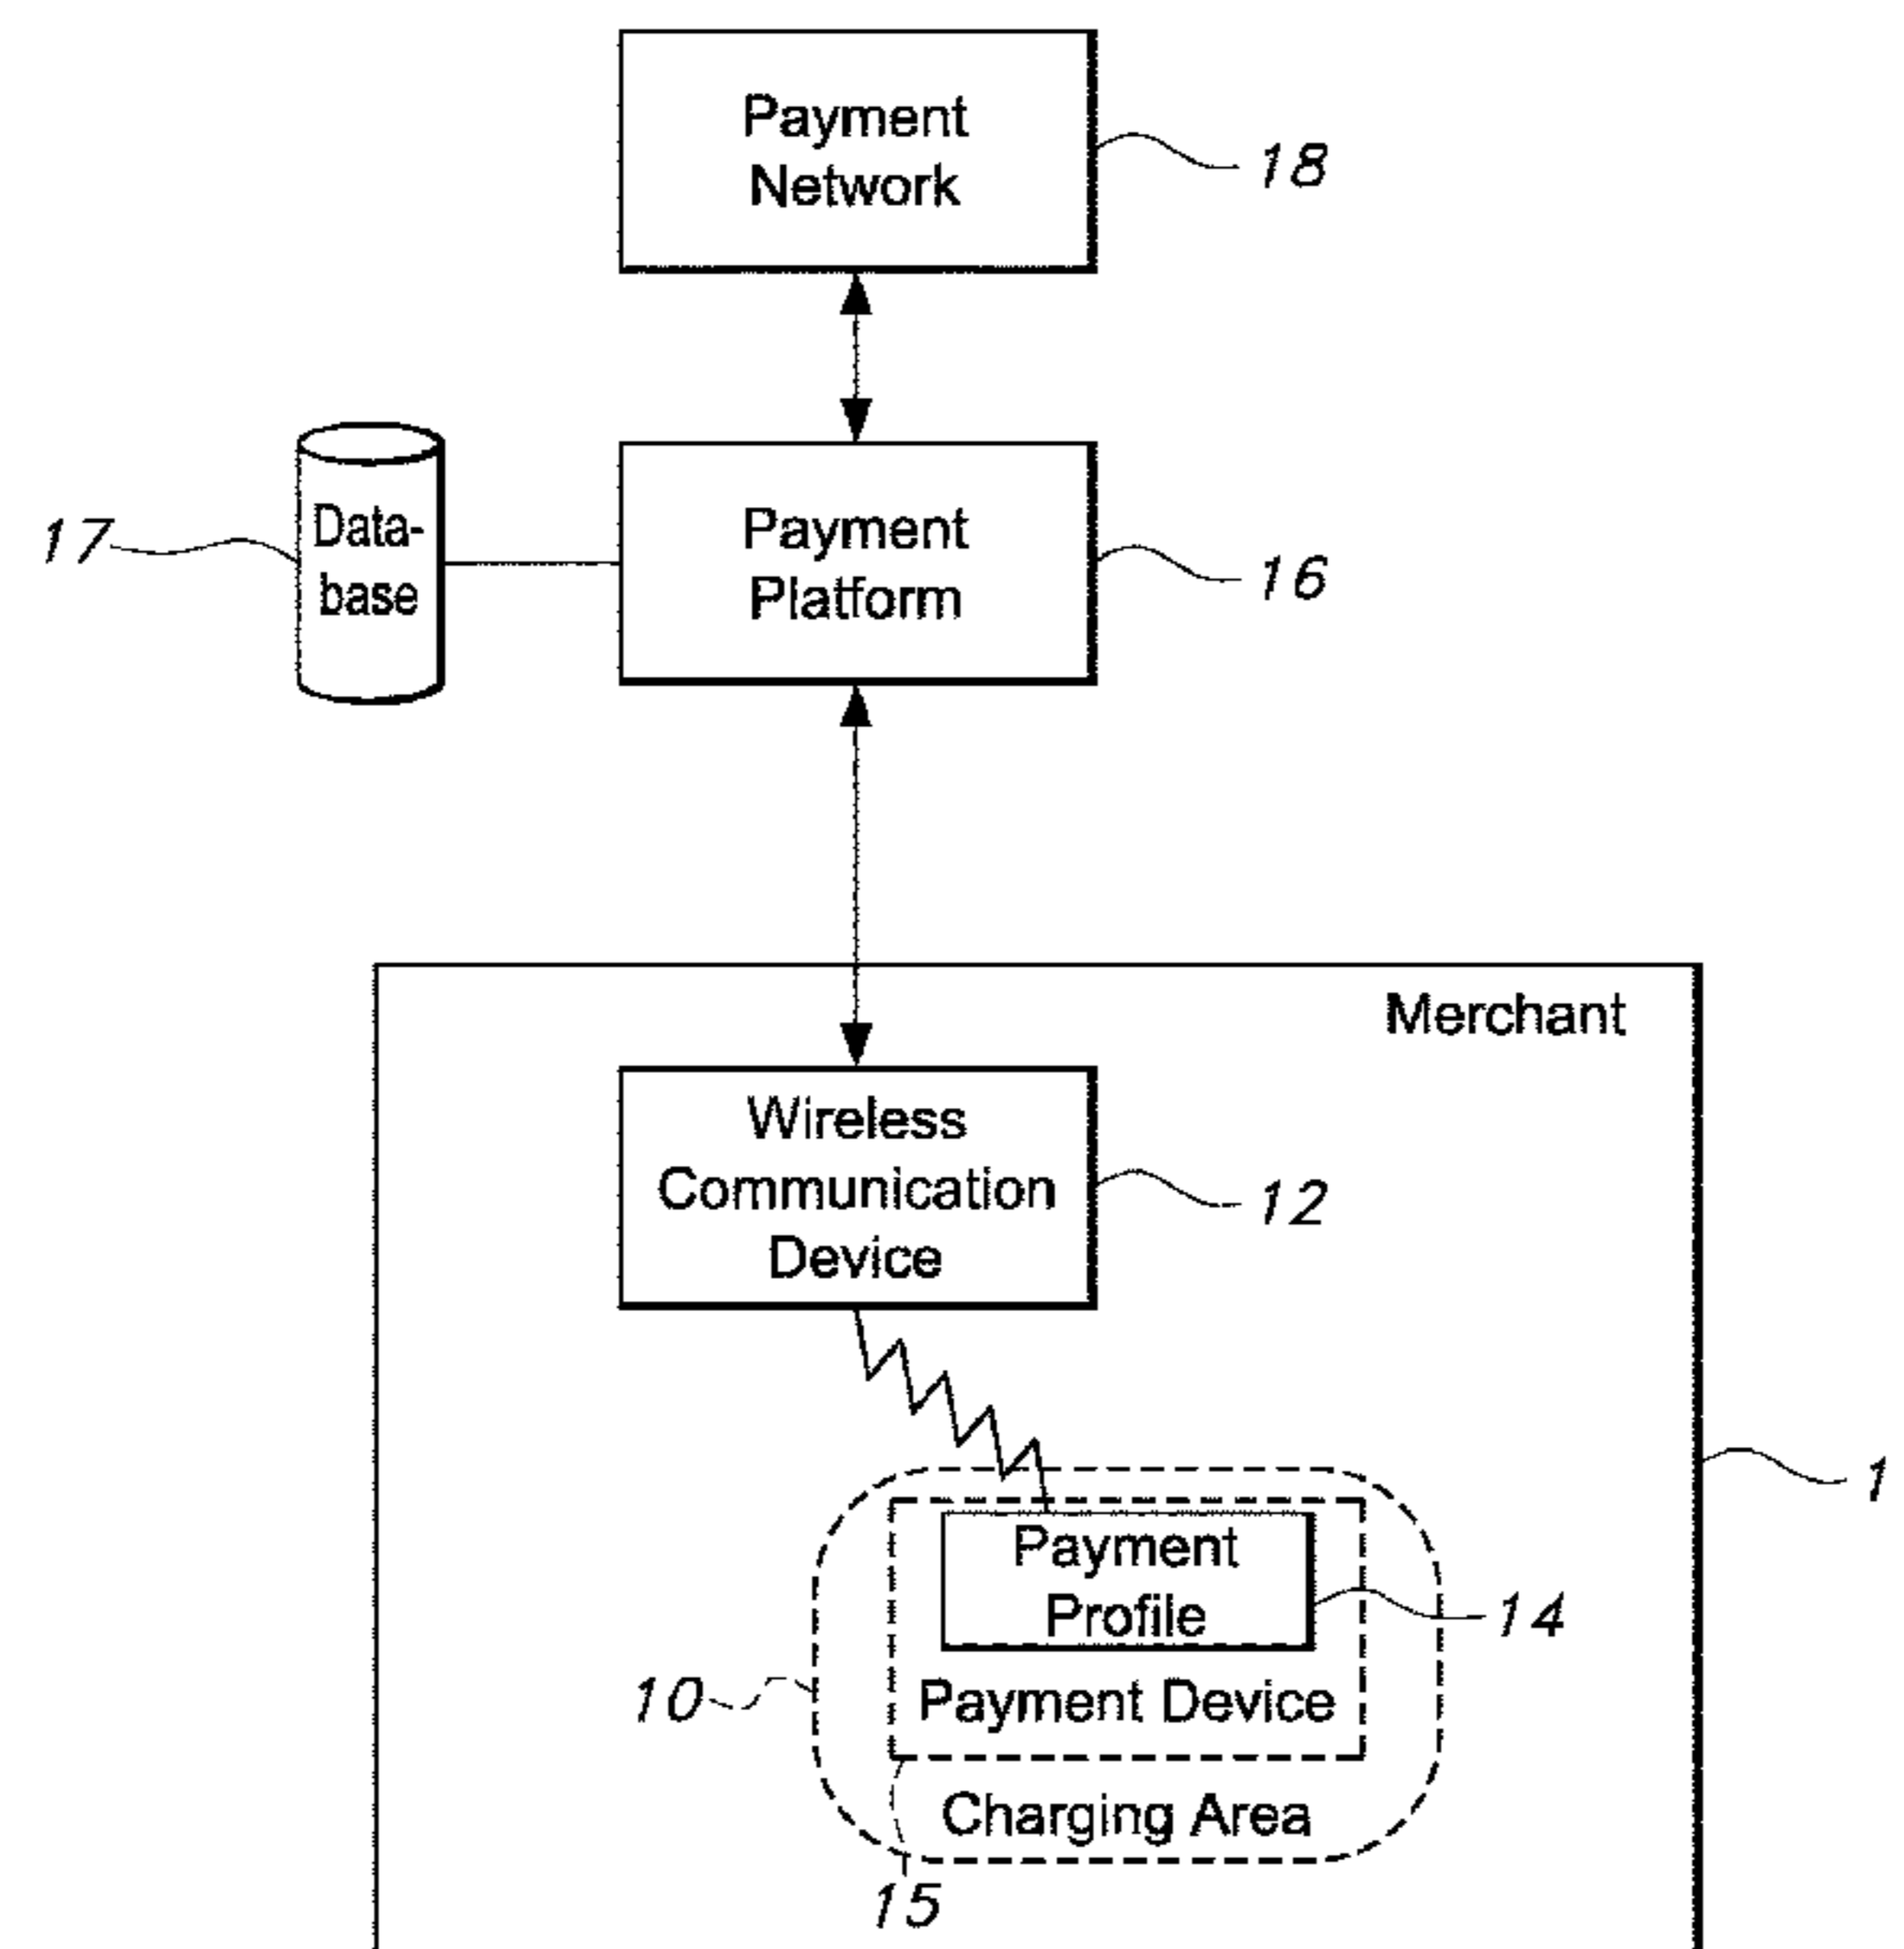 Payment
Network
18
Data-
base
17
Payment
Platform
16
Merchant
Wireless
Communication
Device
12
1
Payment
Profile
14
10
Payment Device
Charging Area
15